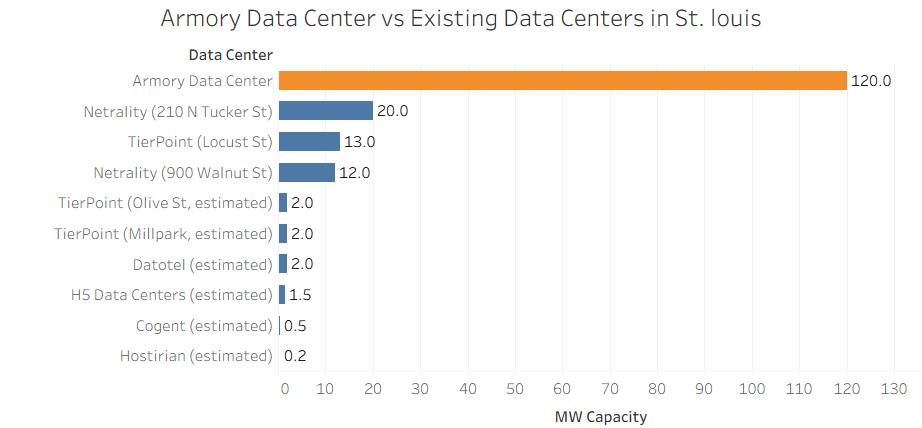 Armory Data Center vs Existing Data Centers in St. louis
Data Center
Armory Data Center 120.0
Netrality (210 N Tucker St) 20.0
TierPoint (Locust St) 13.0
Netrality (900 Walnut St) 12.0
TierPoint (Olive St, estimated) 2.0
TierPoint (Millpark, estimated) 2.0
Datotel (estimated) 2.0
H5 Data Centers (estimated) 1.5
Cogent (estimated) 0.5
Hostirian (estimated) 0.2
0 10 20 30 40 50 60 70 80 90 100 110 120 130
MW Capacity